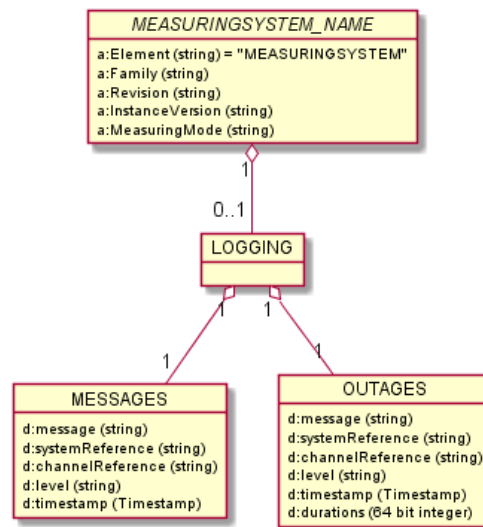 MEASURINGSYSTEM_NAME
a:Element (string) = "MEASURINGSYSTEM"
a:Family (string)
a:Revision (string)
a:InstanceVersion (string)
a:MeasuringMode (string)
1
0..1
LOGGING
1
1
1
1
MESSAGES
d:message (string)
d:systemReference (string)
d:channelReference (string)
d:level (string)
d:timestamp (Timestamp)
OUTAGES
d:message (string)
d:systemReference (string)
d:channelReference (string)
d:level (string)
d:timestamp (Timestamp)
d:durations (64 bit integer)